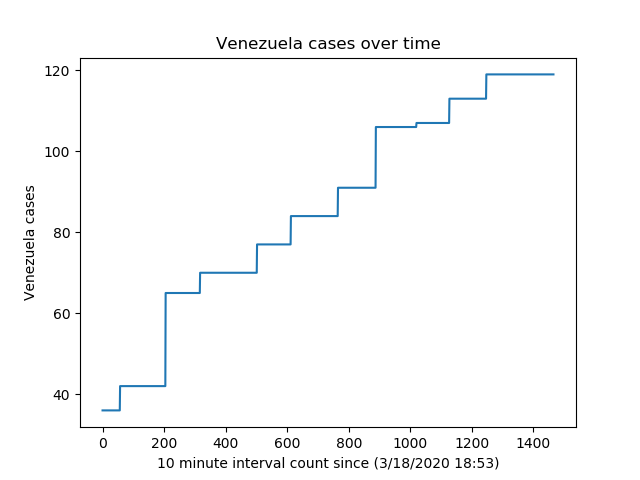 Venezuela cases over time
120
100
80
60
40
Venezuela cases
0 200 400 600 800 1000 1200 1400
10 minute interval count since (3/18/2020 18:53)